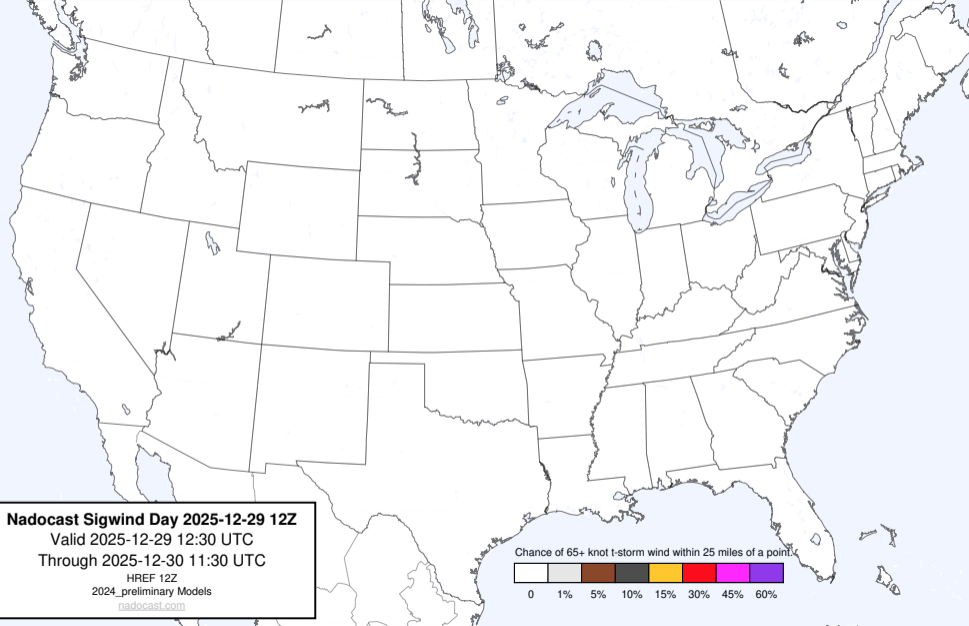 Nadocast Sigwind Day 2025-12-29 12Z
Valid 2025-12-29 12:30 UTC
Through 2025-12-30 11:30 UTC
HREF 12Z
2024_preliminary Models
nadocast.com
Chance of 65+ knot t-storm wind within 25 miles of a point.
0 1% 5% 10% 15% 30% 45% 60%